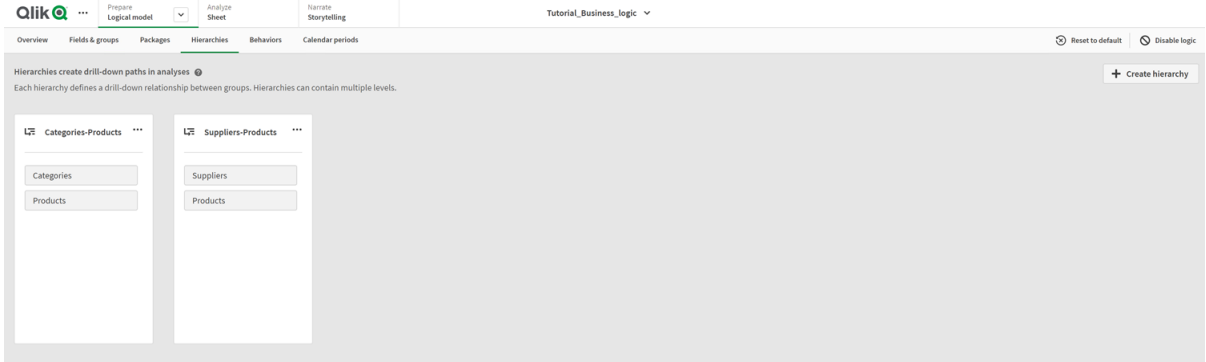 Qlik
Prepare
Logical model
Analyze
Sheet
Narrate
Storytelling
Tutorial_Business_logic
Overview Fields & groups Packages Hierarchies Behaviors Calendar periods Reset to default Disable logic
Hierarchies create drill-down paths in analyses
Each hierarchy defines a drill-down relationship between groups. Hierarchies can contain multiple levels.
Create hierarchy
Categories-Products
Categories
Products
Suppliers-Products
Suppliers
Products